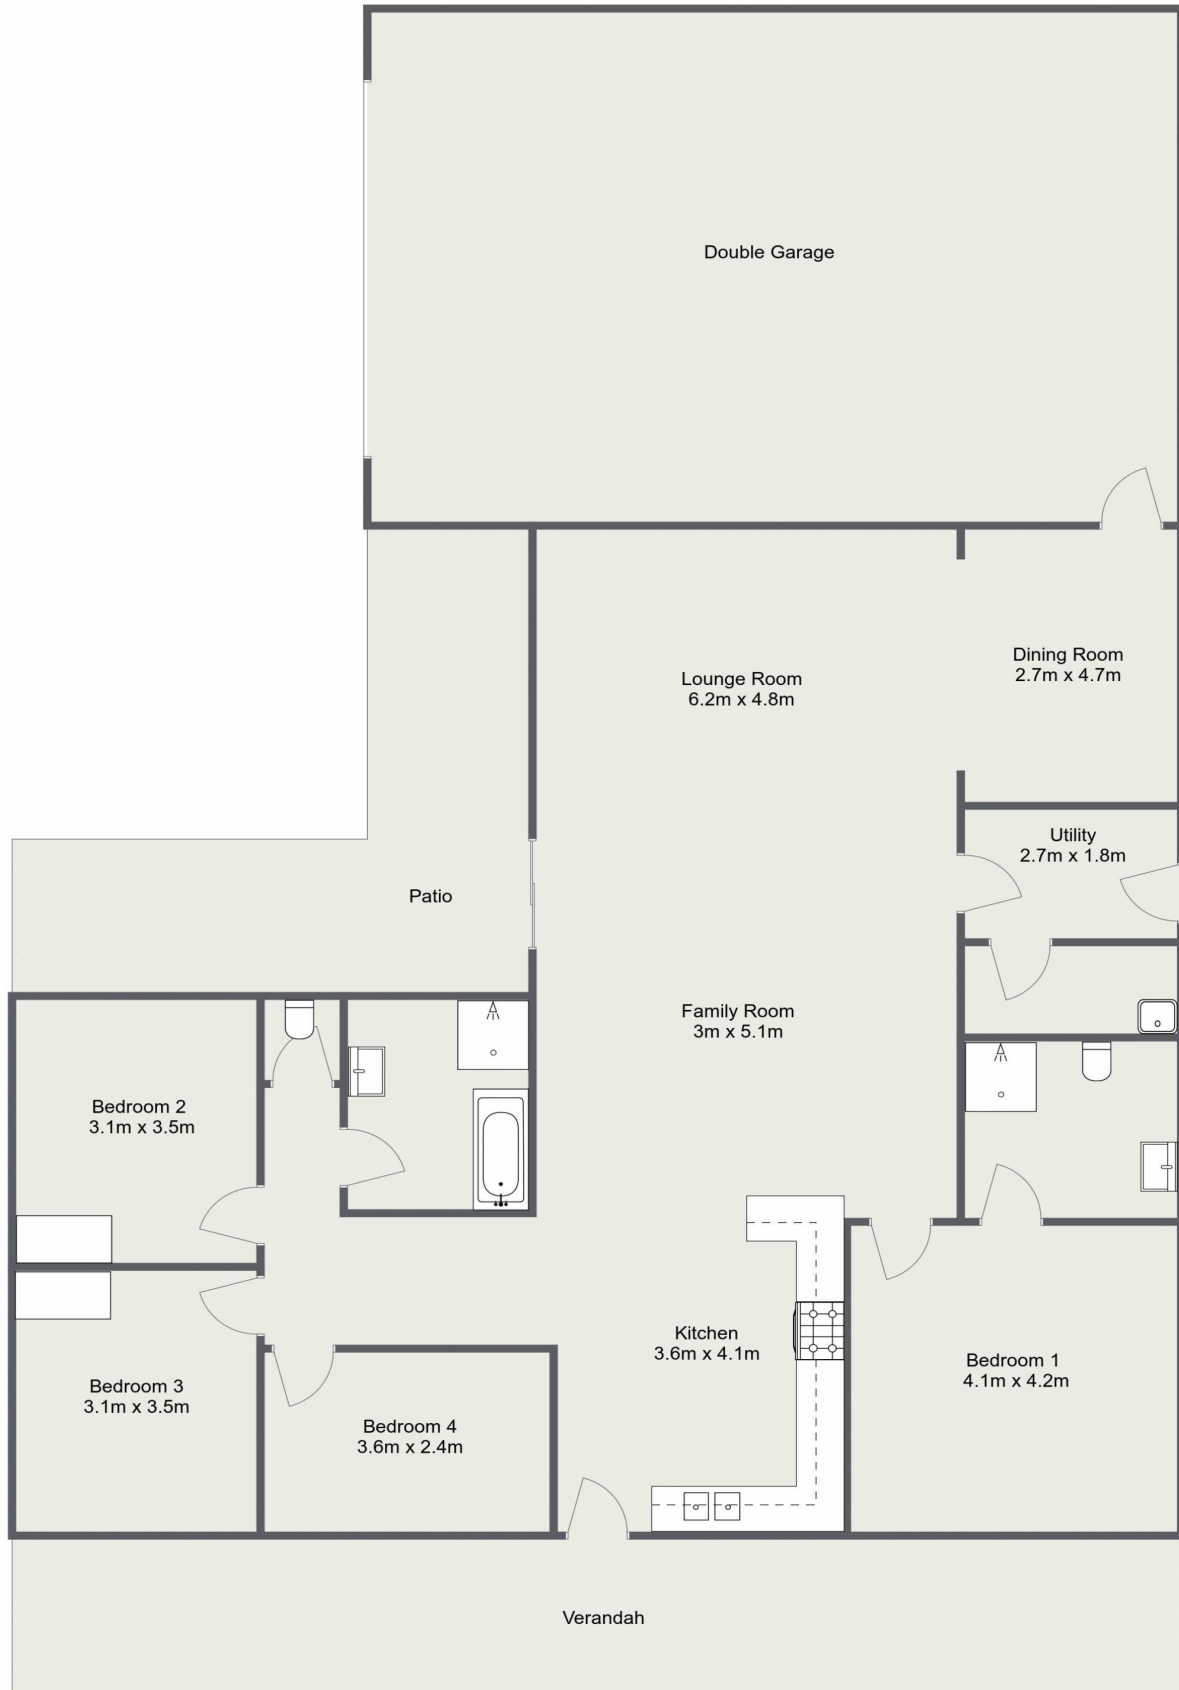 Double Garage
Lounge Room
6.2m x 4.8m
Dining Room
2.7m x 4.7m
Utility
2.7m x 1.8m
Patio
Family Room
3m x 5.1m
Bedroom 2
3.1m x 3.5m
Kitchen
3.6m x 4.1m
Bedroom 1
4.1m x 4.2m
Bedroom 3
3.1m x 3.5m
Bedroom 4
3.6m x 2.4m
Verandah